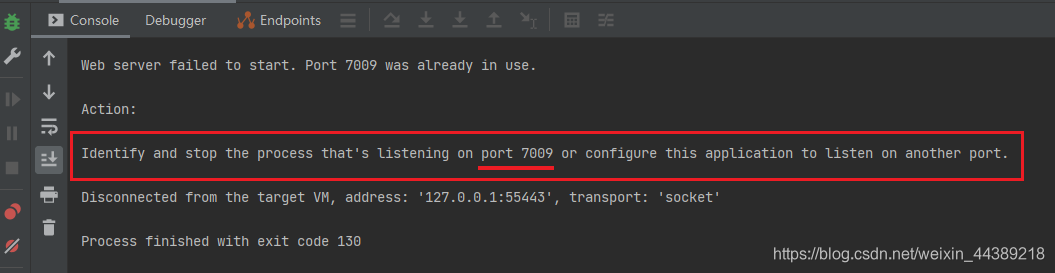 Console Debugger Endpoints
Web server failed to start. Port 7009 was already in use.
Action:
Identify and stop the process that's listening on port 7009 or configure this application to listen on another port.
Disconnected from the target VM, address: '127.0.0.1:55443', transport: 'socket'
Process finished with exit code 130
https://blog.csdn.net/weixin_44389218